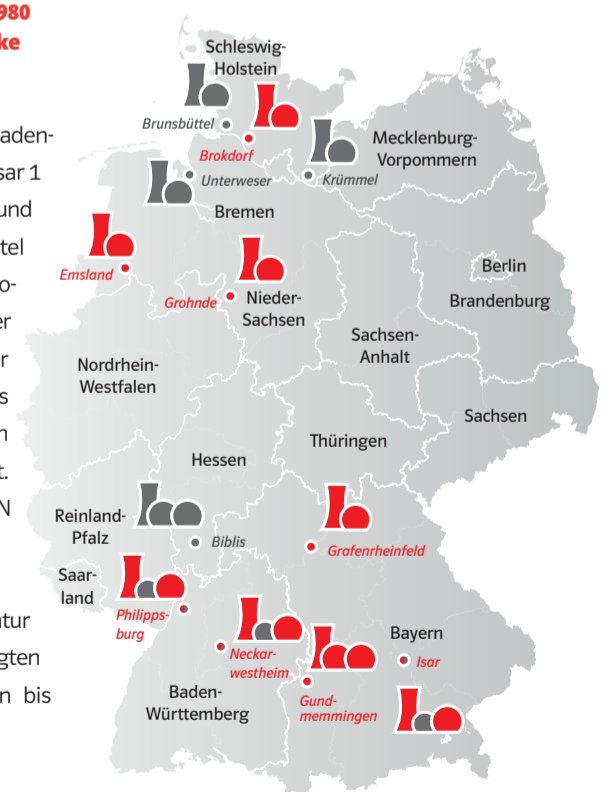 980
ke
aden-
sar 1
und
tel
o-
er
r
s
n
t.
N
tur
gten
n bis
Schleswig-
Holstein
Brunsbüttel
Brokdorf
Mecklenburg-
Vorpommern
Unterweser
Krümmel
Bremen
Emsland
Grohnde
Nieder-
Sachsen
Berlin
Brandenburg
Sachsen-
Anhalt
Nordrhein-
Westfalen
Sachsen
Thüringen
Hessen
Reinland-
Pfalz
Biblis
Grafenrheinfeld
Saar-
land
Philipps-
burg
Neckar-
westheim
Bayern
Isar
Gund-
memmingen
Baden-
Württemberg